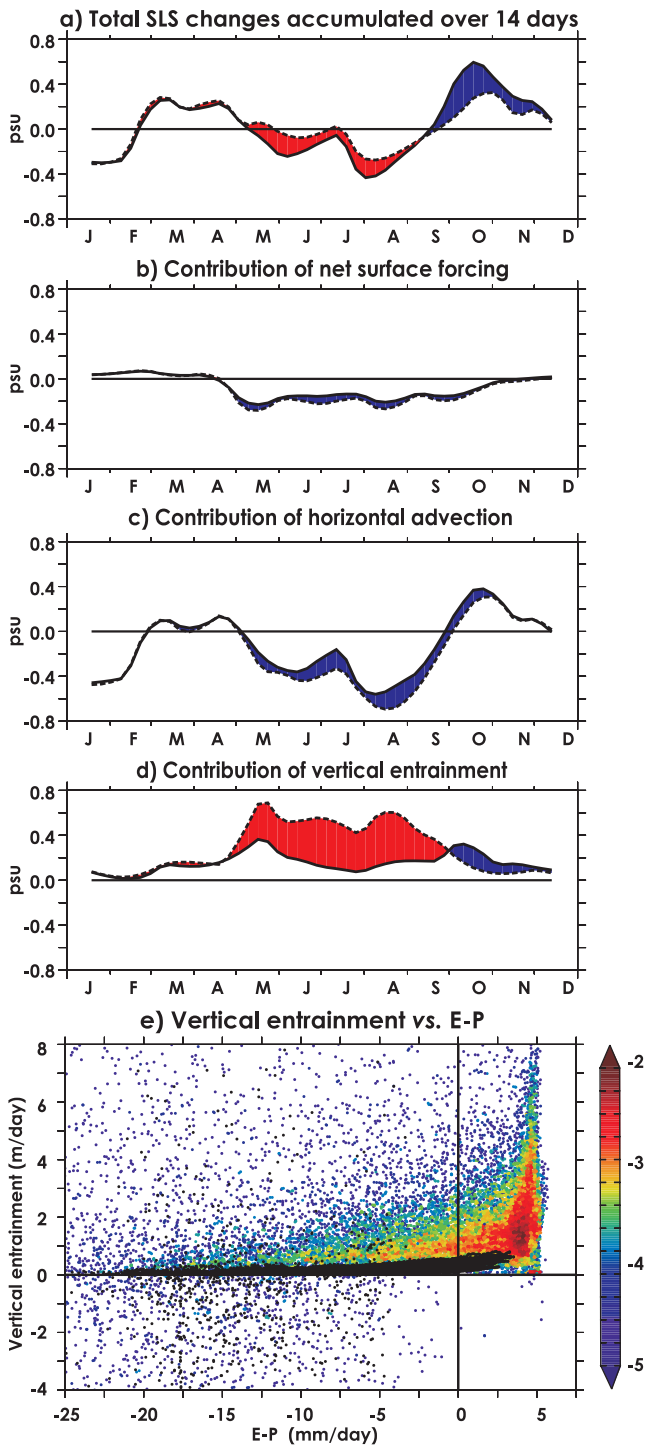 a) Total SLS changes accumulated over 14 days
0.8
0.4
0.0
-0.4
-0.8
psu
J F M A M J J A S O N D
b) Contribution of net surface forcing
0.8
0.4
0.0
-0.4
-0.8
psu
J F M A M J J A S O N D
c) Contribution of horizontal advection
0.8
0.4
0.0
-0.4
-0.8
psu
J F M A M J J A S O N D
d) Contribution of vertical entrainment
0.8
0.4
0.0
-0.4
-0.8
psu
J F M A M J J A S O N D
e) Vertical entrainment vs. E-P
8
6
4
2
0
-2
-4
Vertical entrainment (m/day)
-25 -20 -15 -10 -5 0 5
E-P (mm/day)
-2
-3
-4
-5